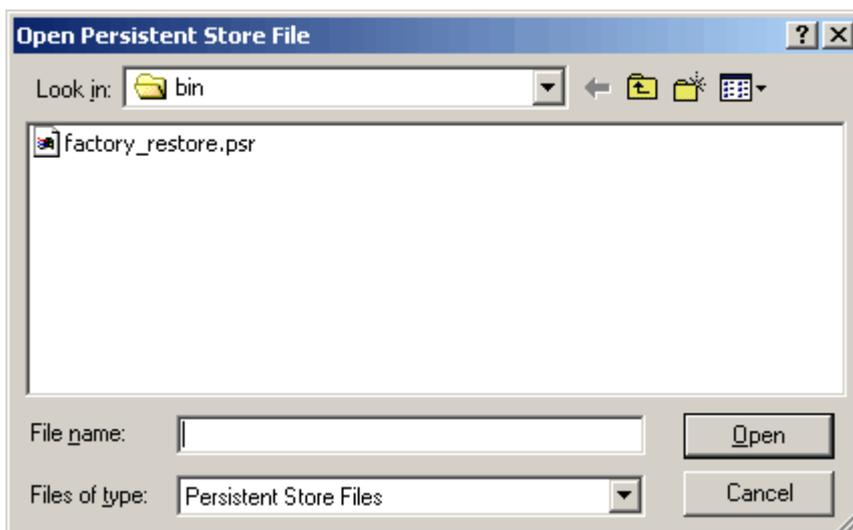 Open Persistent Store File
Look in: bin
factory_restore.psr
File name: Open
Files of type: Persistent Store Files Cancel